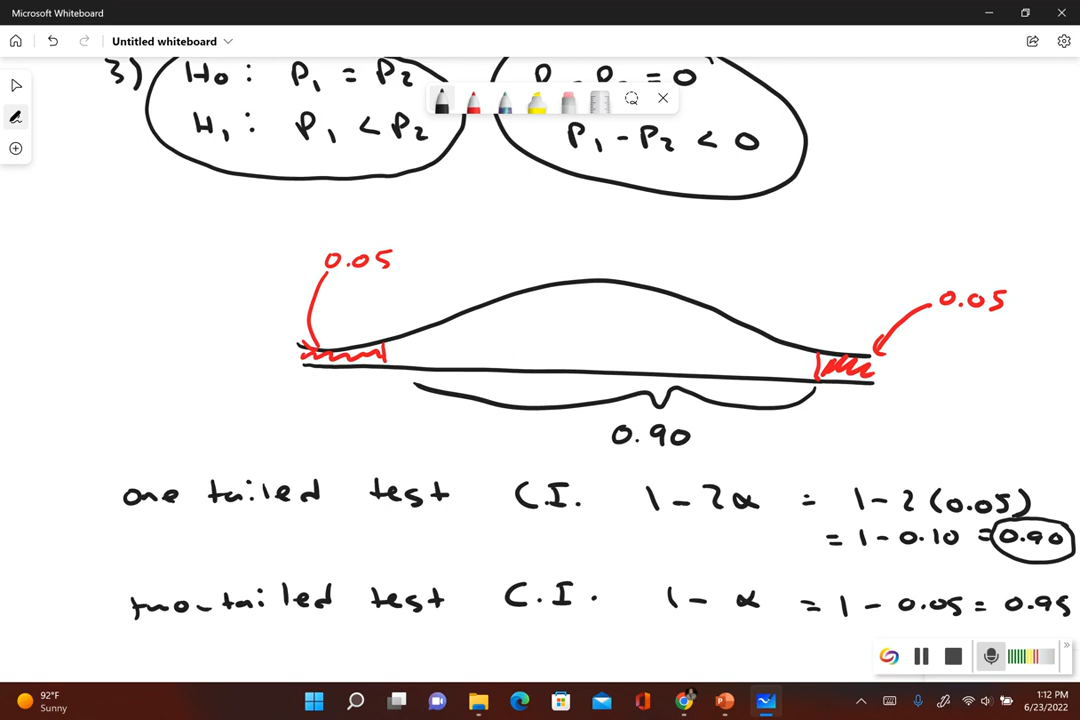 Microsoft Whiteboard
Untitled whiteboard
3) H0 : P1 = P2
H1 : P1 < P2
= 0
P1 - P2 < 0
0.05
0.05
0.90
one tailed test C.I. 1 - 2α = 1 - 2 (0.05)
= 1 - 0.10 = 0.90
two-tailed test C.I. 1 - α = 1 - 0.05 = 0.95
92°F
Sunny
1:12 PM
6/23/2022